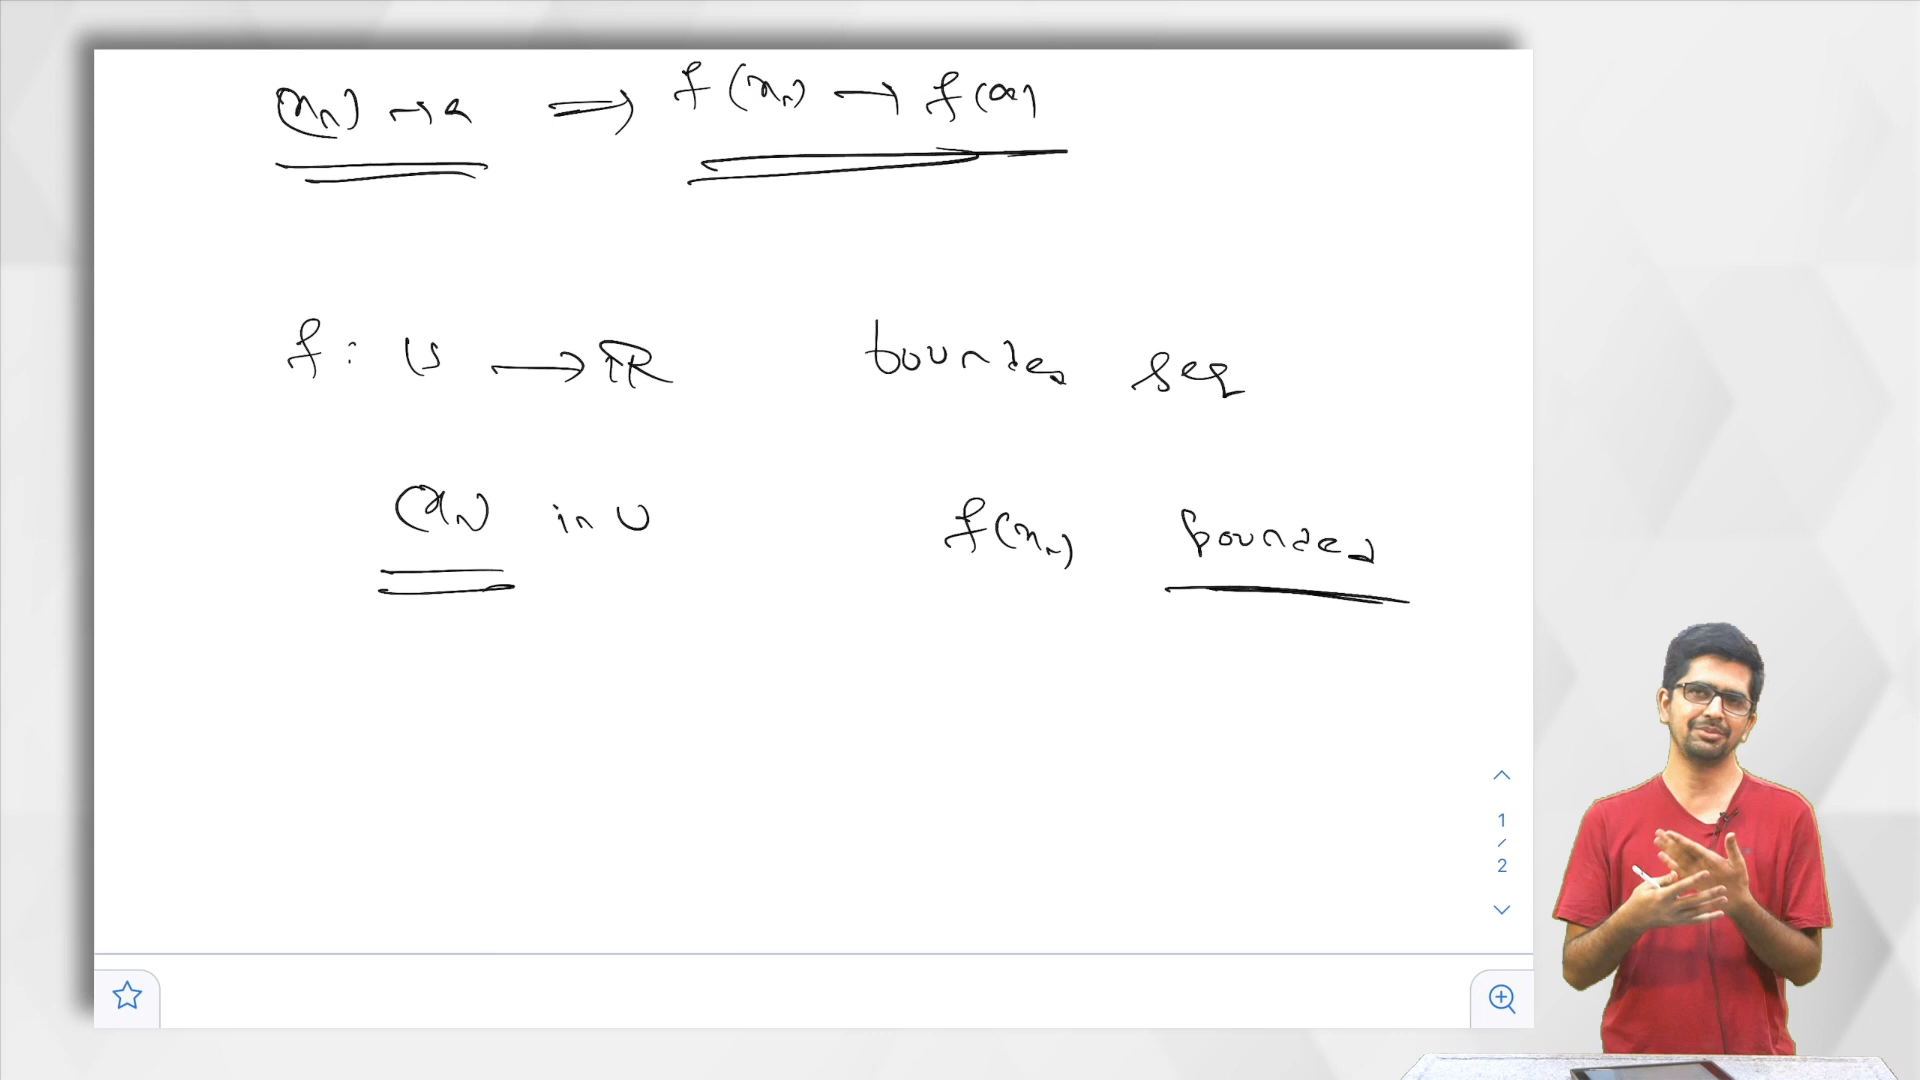 (xₙ) → a ⟹ f(xₙ) → f(a)
f : U → ℝ bounded seq
(xₙ) in U f(xₙ) bounded
1
/
2